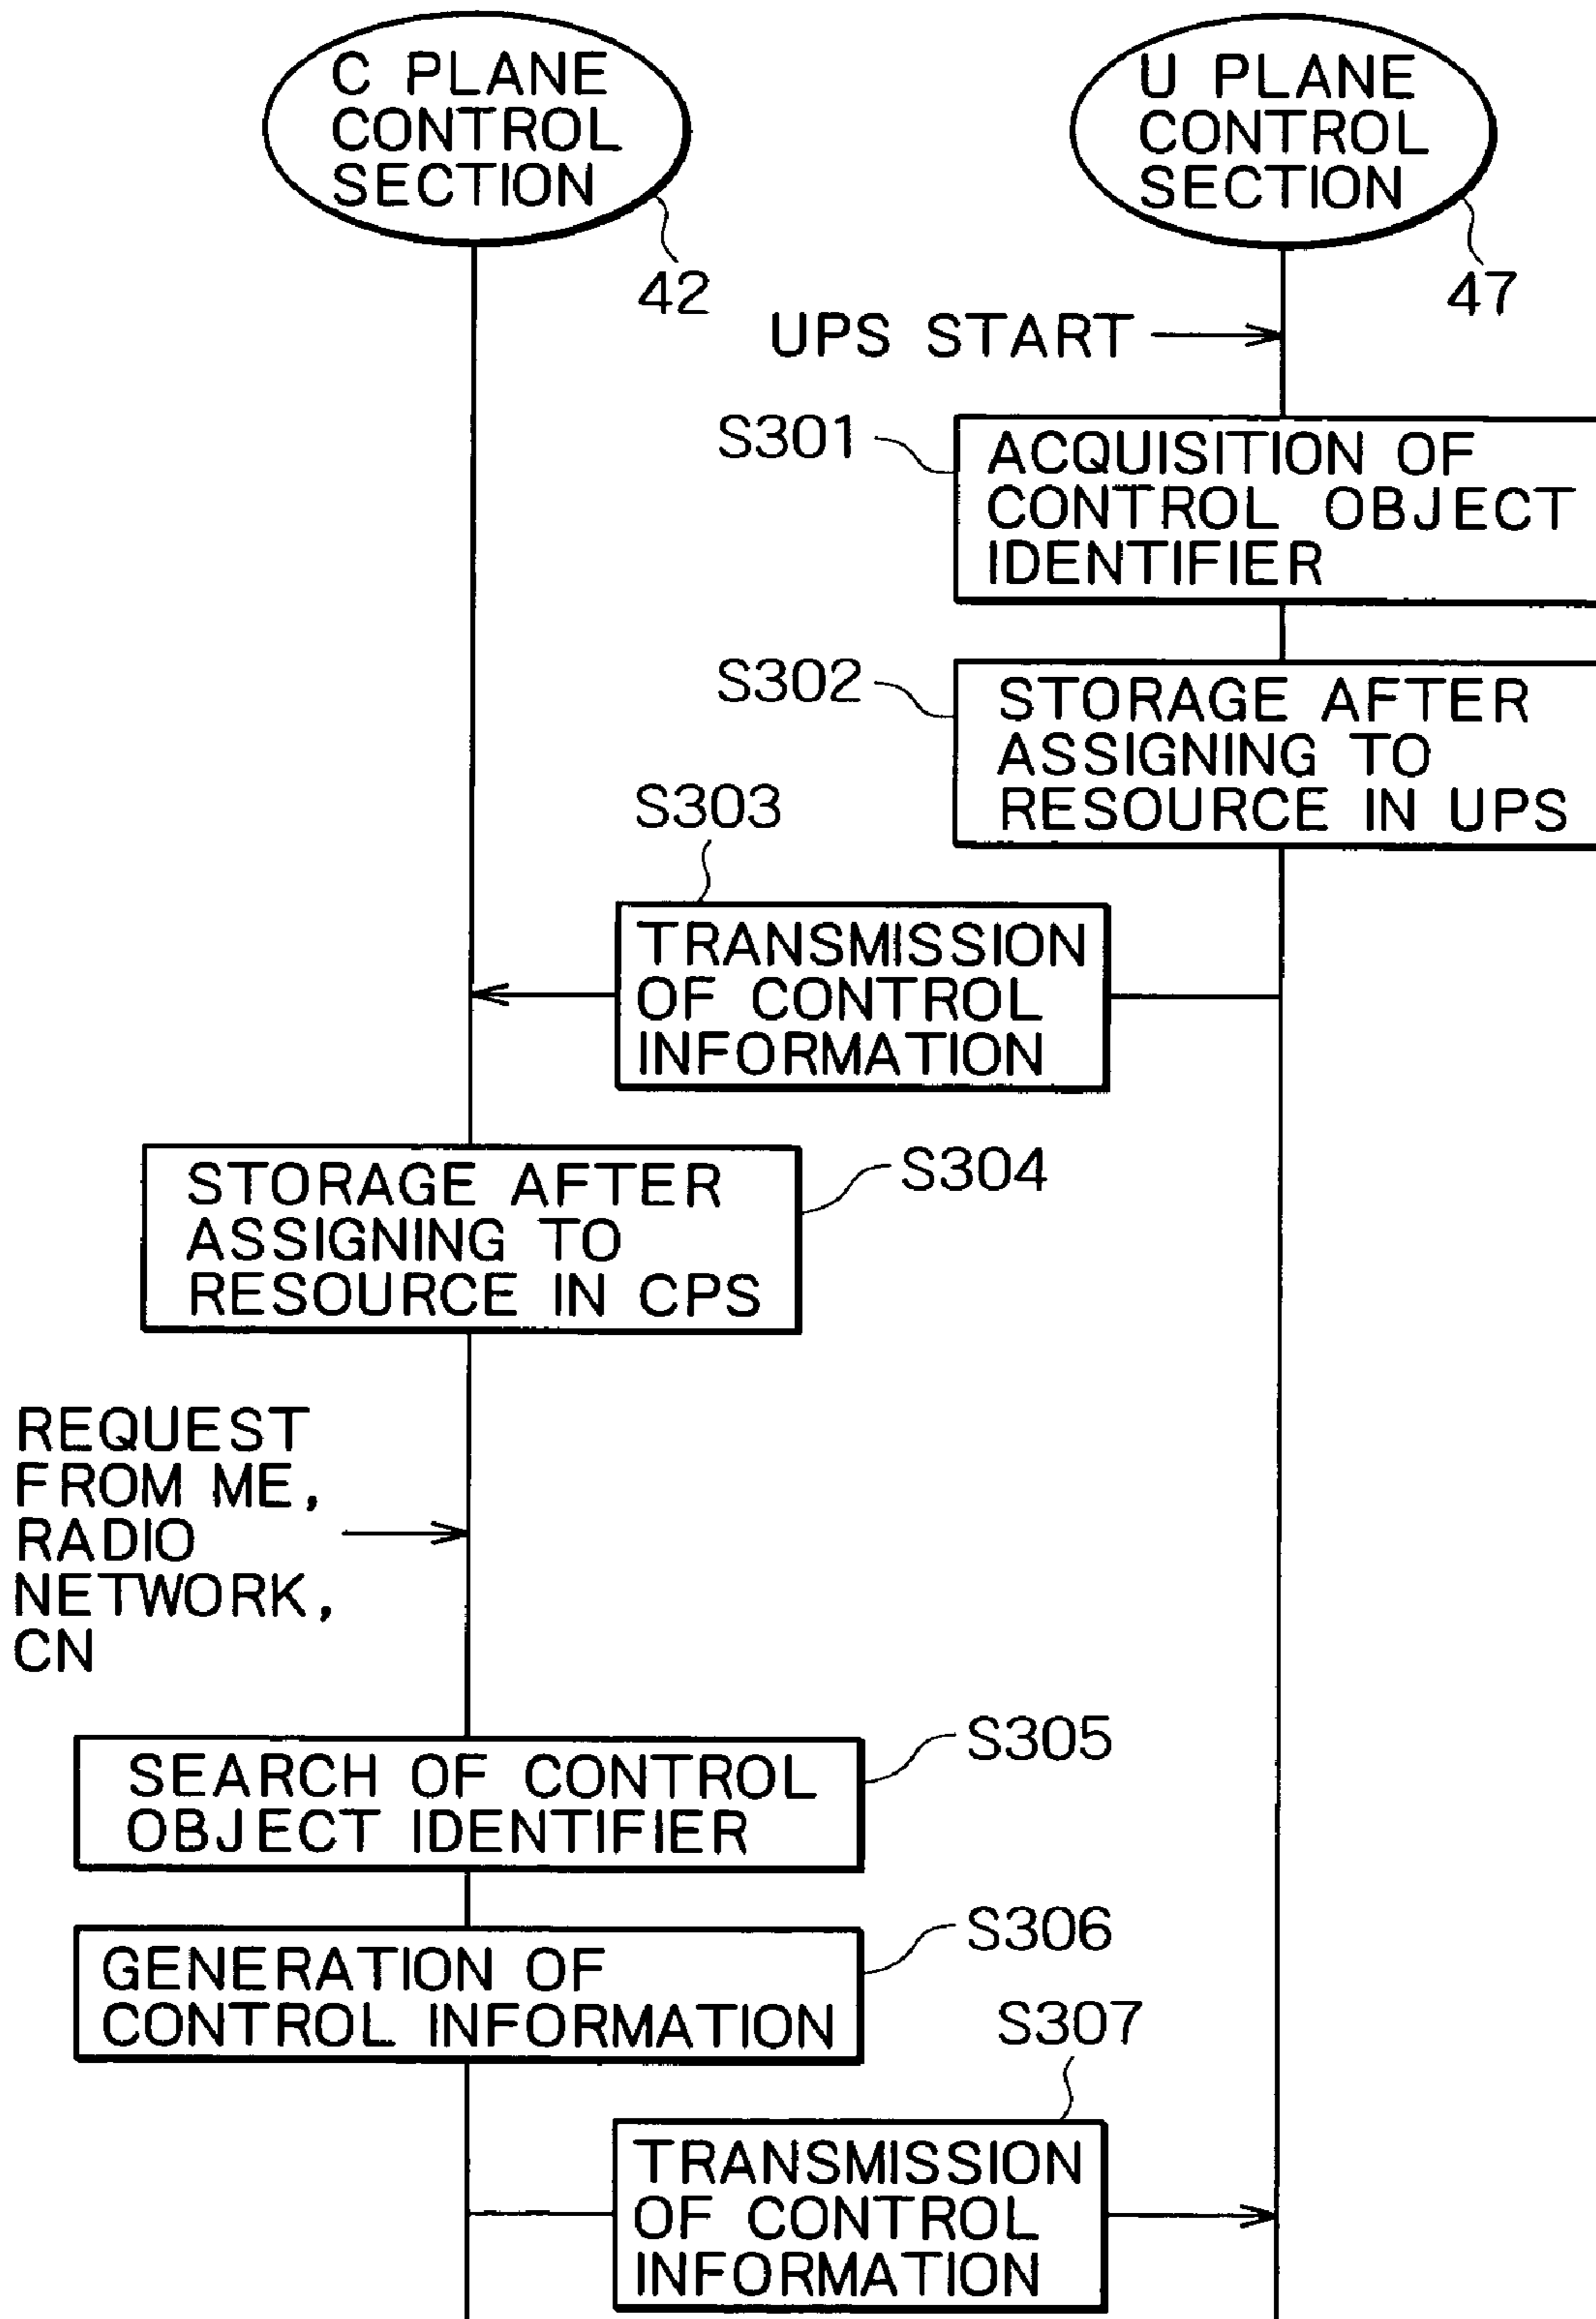 C PLANE
CONTROL
SECTION
42
U PLANE
CONTROL
SECTION
47
UPS START
S301
ACQUISITION OF
CONTROL OBJECT
IDENTIFIER
S302
STORAGE AFTER
ASSIGNING TO
RESOURCE IN UPS
S303
TRANSMISSION
OF CONTROL
INFORMATION
STORAGE AFTER
ASSIGNING TO
RESOURCE IN CPS
S304
REQUEST
FROM ME,
RADIO
NETWORK,
CN
SEARCH OF CONTROL
OBJECT IDENTIFIER
S305
GENERATION OF
CONTROL INFORMATION
S306
S307
TRANSMISSION
OF CONTROL
INFORMATION